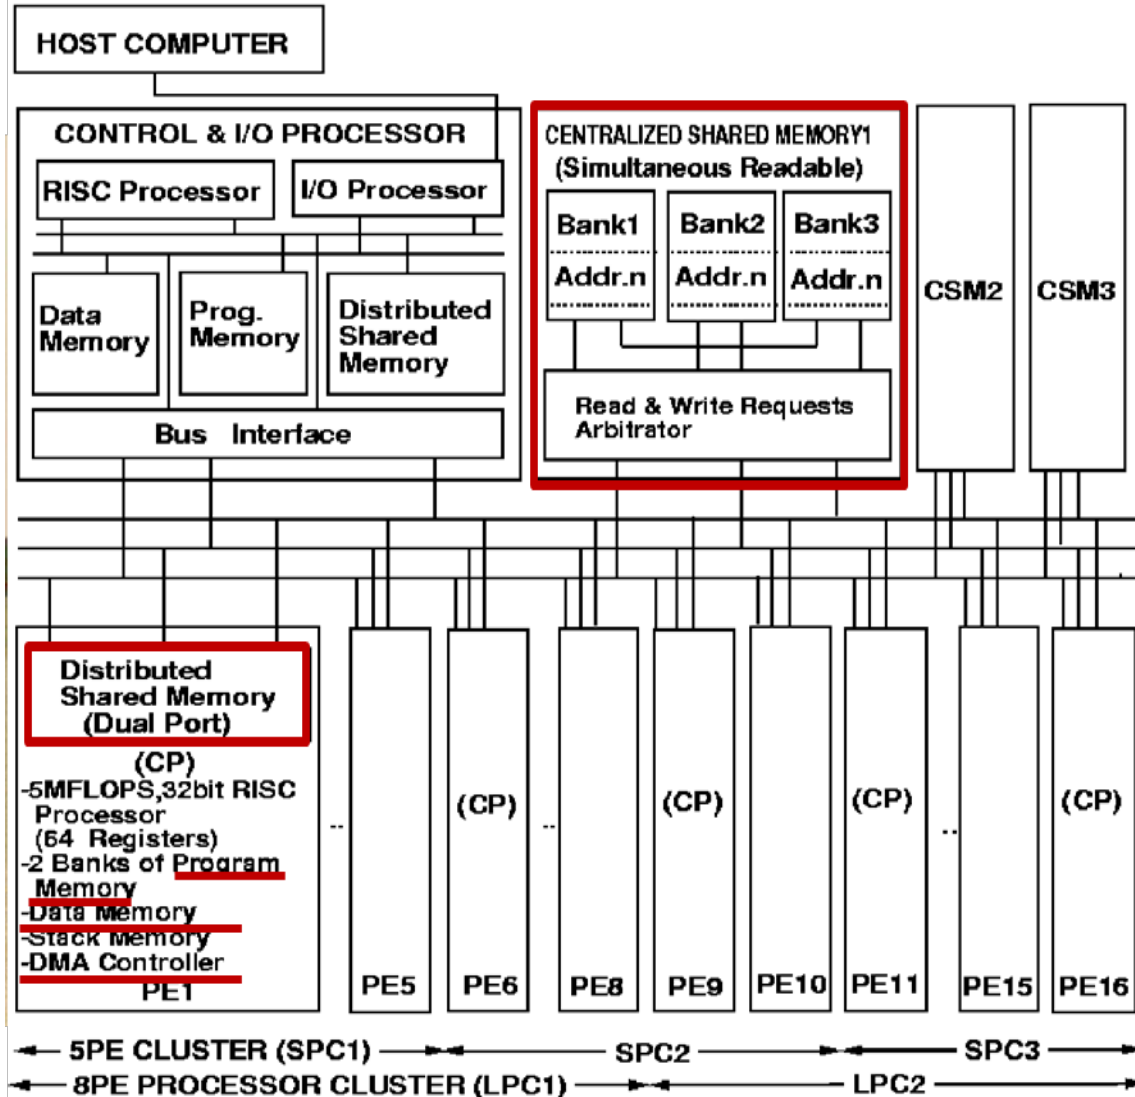 HOST COMPUTER
CONTROL & I/O PROCESSOR
RISC Processor
I/O Processor
Data
Memory
Prog.
Memory
Distributed
Shared
Memory
Bus Interface
CENTRALIZED SHARED MEMORY1
(Simultaneous Readable)
Bank1
Bank2
Bank3
Addr.n
Addr.n
Addr.n
Read & Write Requests
Arbitrator
CSM2
CSM3
Distributed
Shared Memory
(Dual Port)
(CP)
-5MFLOPS,32bit RISC
Processor
(64 Registers)
-2 Banks of Program
Memory
-Data Memory
-Stack Memory
-DMA Controller
PE1
..
PE5
(CP)
PE6
..
PE8
(CP)
PE9
PE10
(CP)
PE11
..
PE15
(CP)
PE16
5PE CLUSTER (SPC1)
SPC2
SPC3
8PE PROCESSOR CLUSTER (LPC1)
LPC2